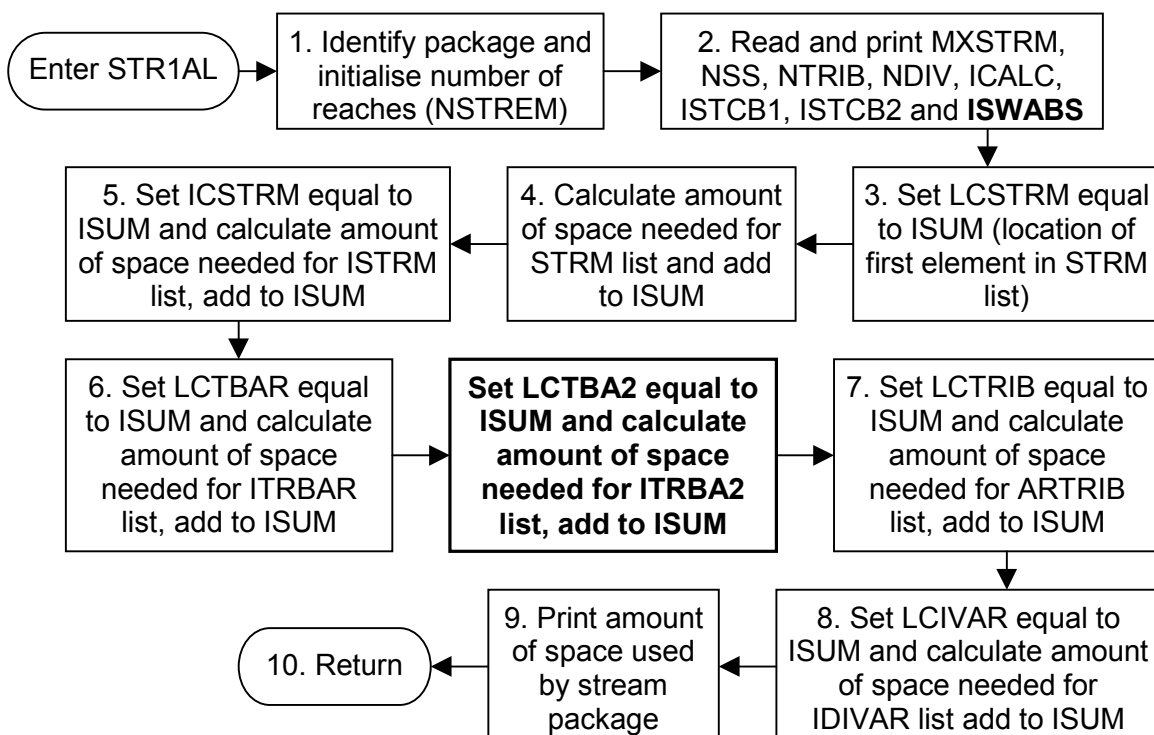 Enter STR1AL
1. Identify package and
initialise number of
reaches (NSTREM)
2. Read and print MXSTRM,
NSS, NTRIB, NDIV, ICALC,
ISTCB1, ISTCB2 and ISWABS
3. Set LCSTRM equal
to ISUM (location of
first element in STRM
list)
4. Calculate amount
of space needed for
STRM list and add
to ISUM
5. Set ICSTRM equal to
ISUM and calculate amount
of space needed for ISTRM
list, add to ISUM
6. Set LCTBAR equal
to ISUM and calculate
amount of space
needed for ITRBAR
list, add to ISUM
Set LCTBA2 equal to
ISUM and calculate
amount of space
needed for ITRBA2
list, add to ISUM
7. Set LCTRIB equal to
ISUM and calculate
amount of space
needed for ARTRIB
list, add to ISUM
8. Set LCIVAR equal to
ISUM and calculate amount
of space needed for
IDIVAR list add to ISUM
9. Print amount
of space used
by stream
package
10. Return